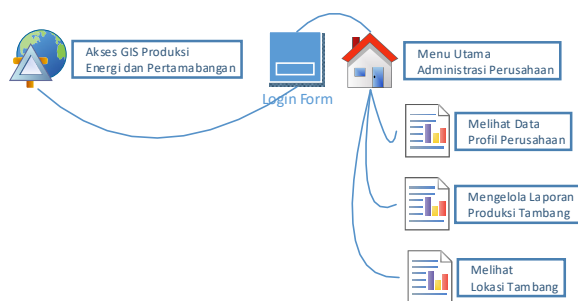 Akses GIS Produksi
Energi dan Pertamabangan
Login Form
Menu Utama
Administrasi Perusahaan
Melihat Data
Profil Perusahaan
Mengelola Laporan
Produksi Tambang
Melihat
Lokasi Tambang